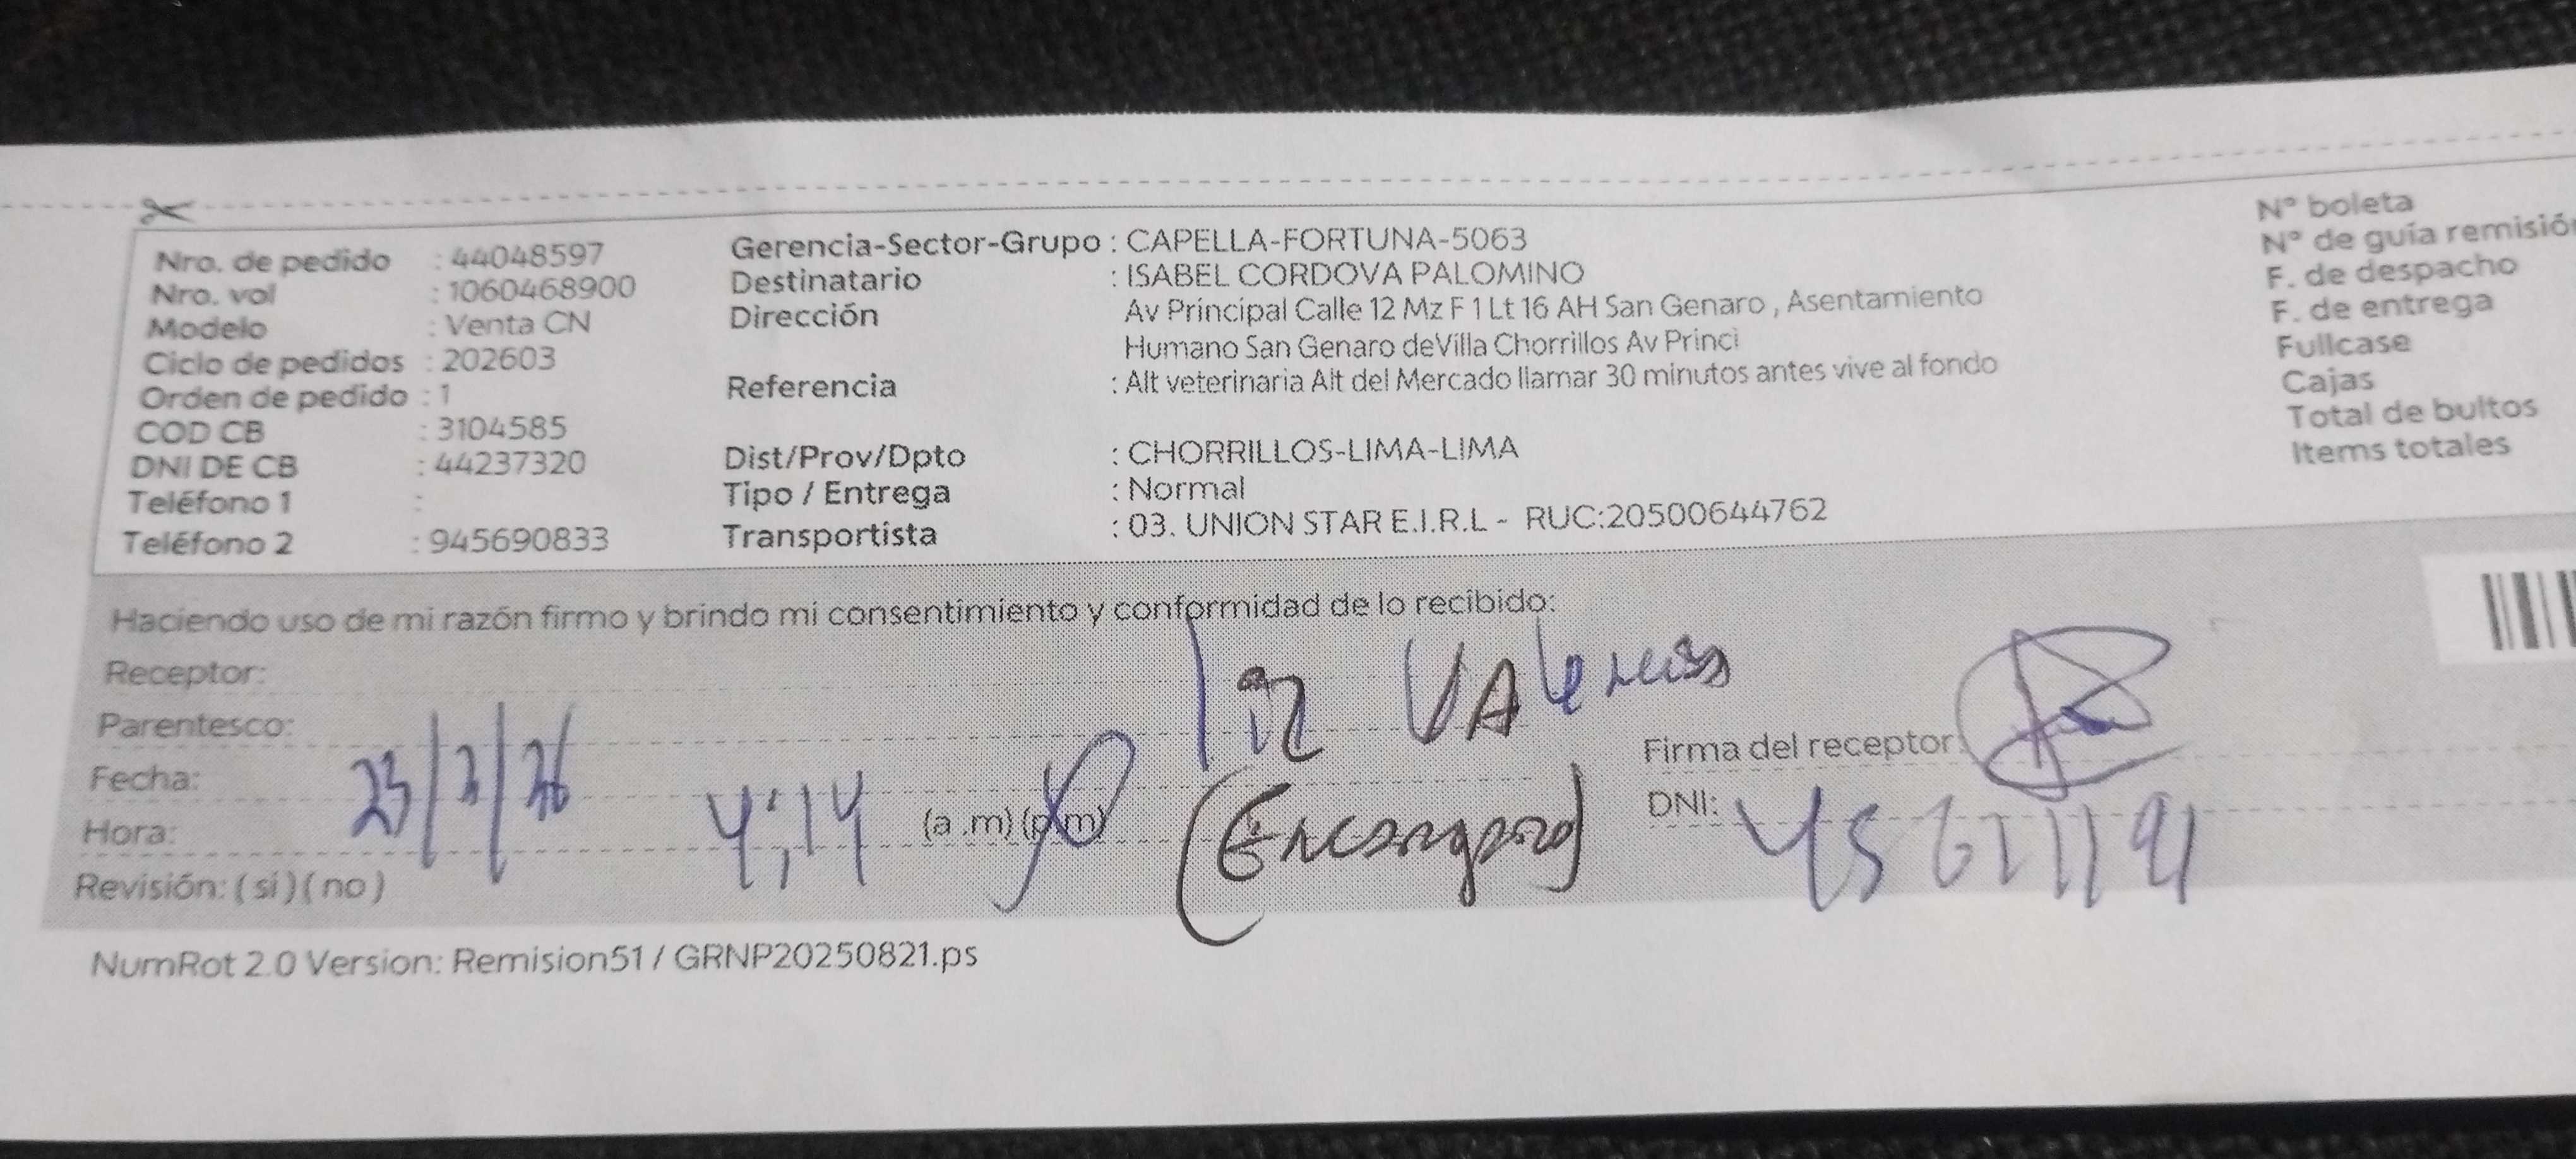 Nro. de pedido : 44048597
Nro. vol : 1060468900
Modelo : Venta CN
Ciclo de pedidos : 202603
Orden de pedido : 1
COD CB : 3104585
DNI DE CB : 44237320
Teléfono 1 :
Teléfono 2 : 945690833
Gerencia-Sector-Grupo : CAPELLA-FORTUNA-5063
Destinatario : ISABEL CORDOVA PALOMINO
Dirección Av Principal Calle 12 Mz F 1 Lt 16 AH San Genaro , Asentamiento
Humano San Genaro deVilla Chorrillos Av Princi
Referencia : Alt veterinaria Alt del Mercado llamar 30 minutos antes vive al fondo
Dist/Prov/Dpto : CHORRILLOS-LIMA-LIMA
Tipo / Entrega : Normal
Transportista : 03. UNION STAR E.I.R.L - RUC:20500644762
N° boleta
N° de guía remisión
F. de despacho
F. de entrega
Fullcase
Cajas
Total de bultos
Items totales
Haciendo uso de mi razón firmo y brindo mi consentimiento y conformidad de lo recibido:
Receptor:
Parentesco:
Fecha: 23/2/26
Hora: 4:14 (a .m) (p.m)
Revisión: ( si ) ( no )
(Encargado)
Firma del receptor:
DNI:
NumRot 2.0 Version: Remision51 / GRNP20250821.ps